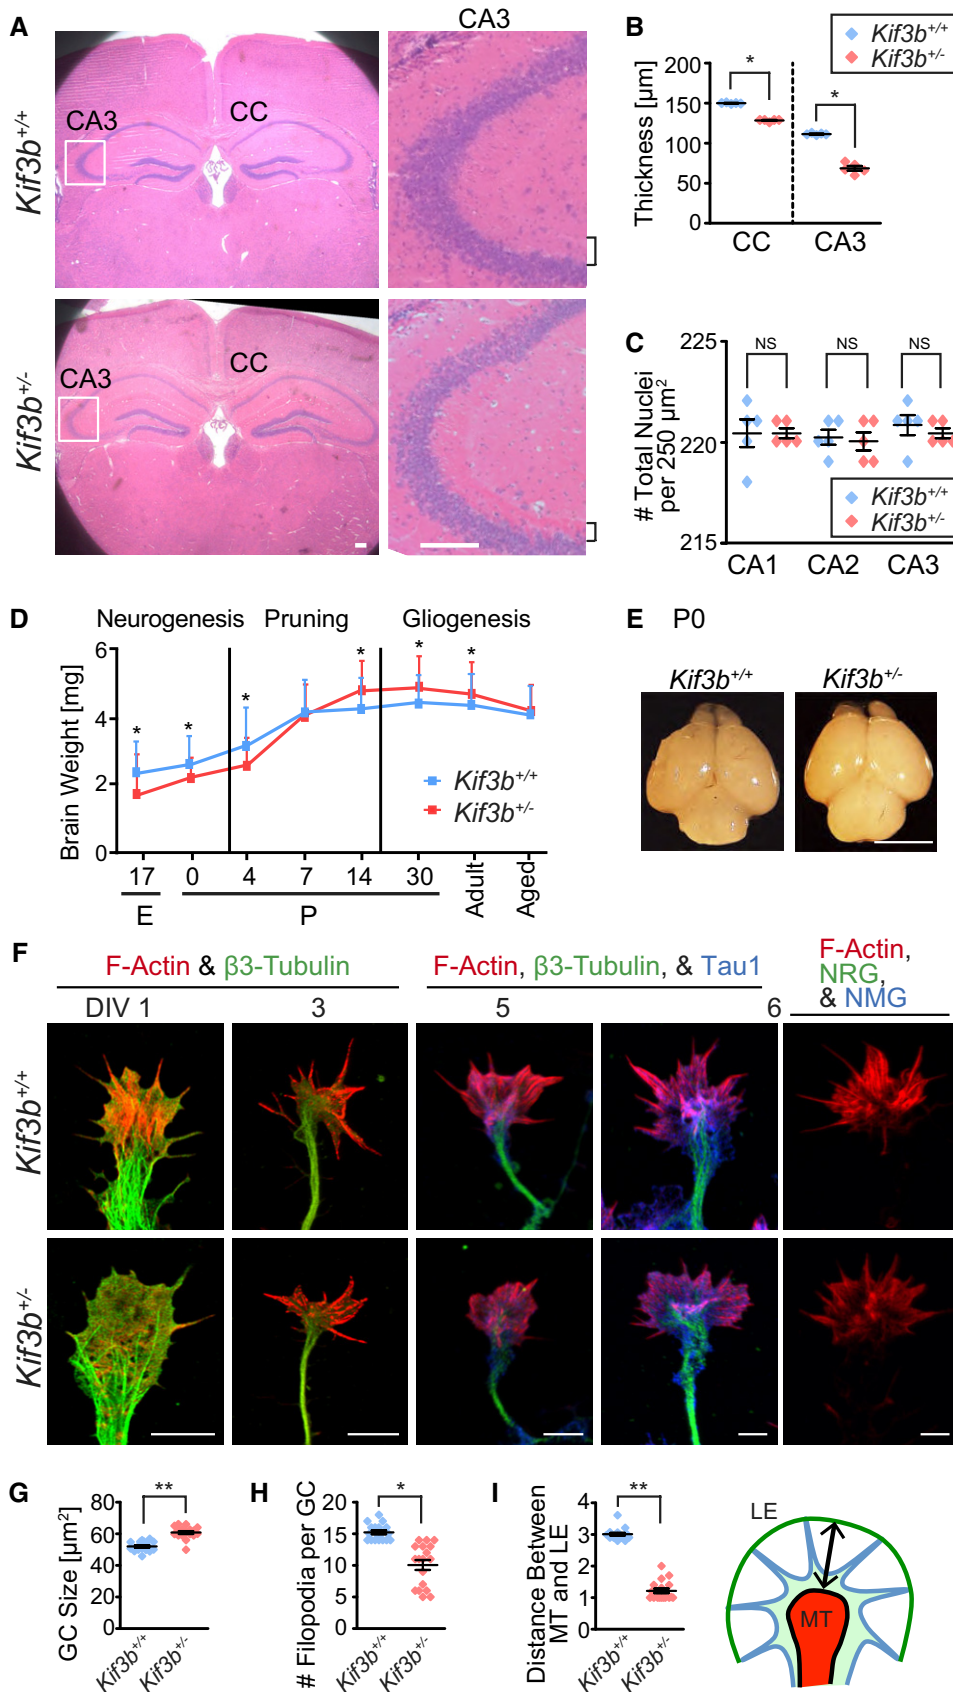 A
CA3
Kif3b+/+
CA3
CC
Kif3b+/-
CA3
CC
B
Kif3b+/+
Kif3b+/-
Thickness [μm]
200
150
100
50
0
*
*
CC
CA3
C
# Total Nuclei
per 250 μm2
225
220
215
NS
NS
NS
Kif3b+/+
Kif3b+/-
CA1
CA2
CA3
D
Neurogenesis
Pruning
Gliogenesis
Brain Weight [mg]
6
4
2
0
*
*
*
*
*
*
Kif3b+/+
Kif3b+/-
17
0
4
7
14
30
Adult
Aged
E
P
E
P0
Kif3b+/+
Kif3b+/-
F
F-Actin & β3-Tubulin
F-Actin, β3-Tubulin, & Tau1
F-Actin,
NRG,
& NMG
DIV 1
3
5
6
Kif3b+/+
Kif3b+/-
G
GC Size [μm2]
80
60
40
20
0
**
Kif3b+/+
Kif3b+/-
H
# Filopodia per GC
20
15
10
5
0
*
Kif3b+/+
Kif3b+/-
I
Distance Between
MT and LE
4
3
2
1
0
**
Kif3b+/+
Kif3b+/-
LE
MT